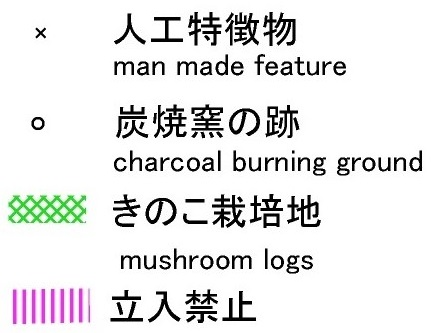 × 人工特徴物
man made feature
炭焼窯の跡
charcoal burning ground
きのこ栽培地
mushroom logs
立入禁止